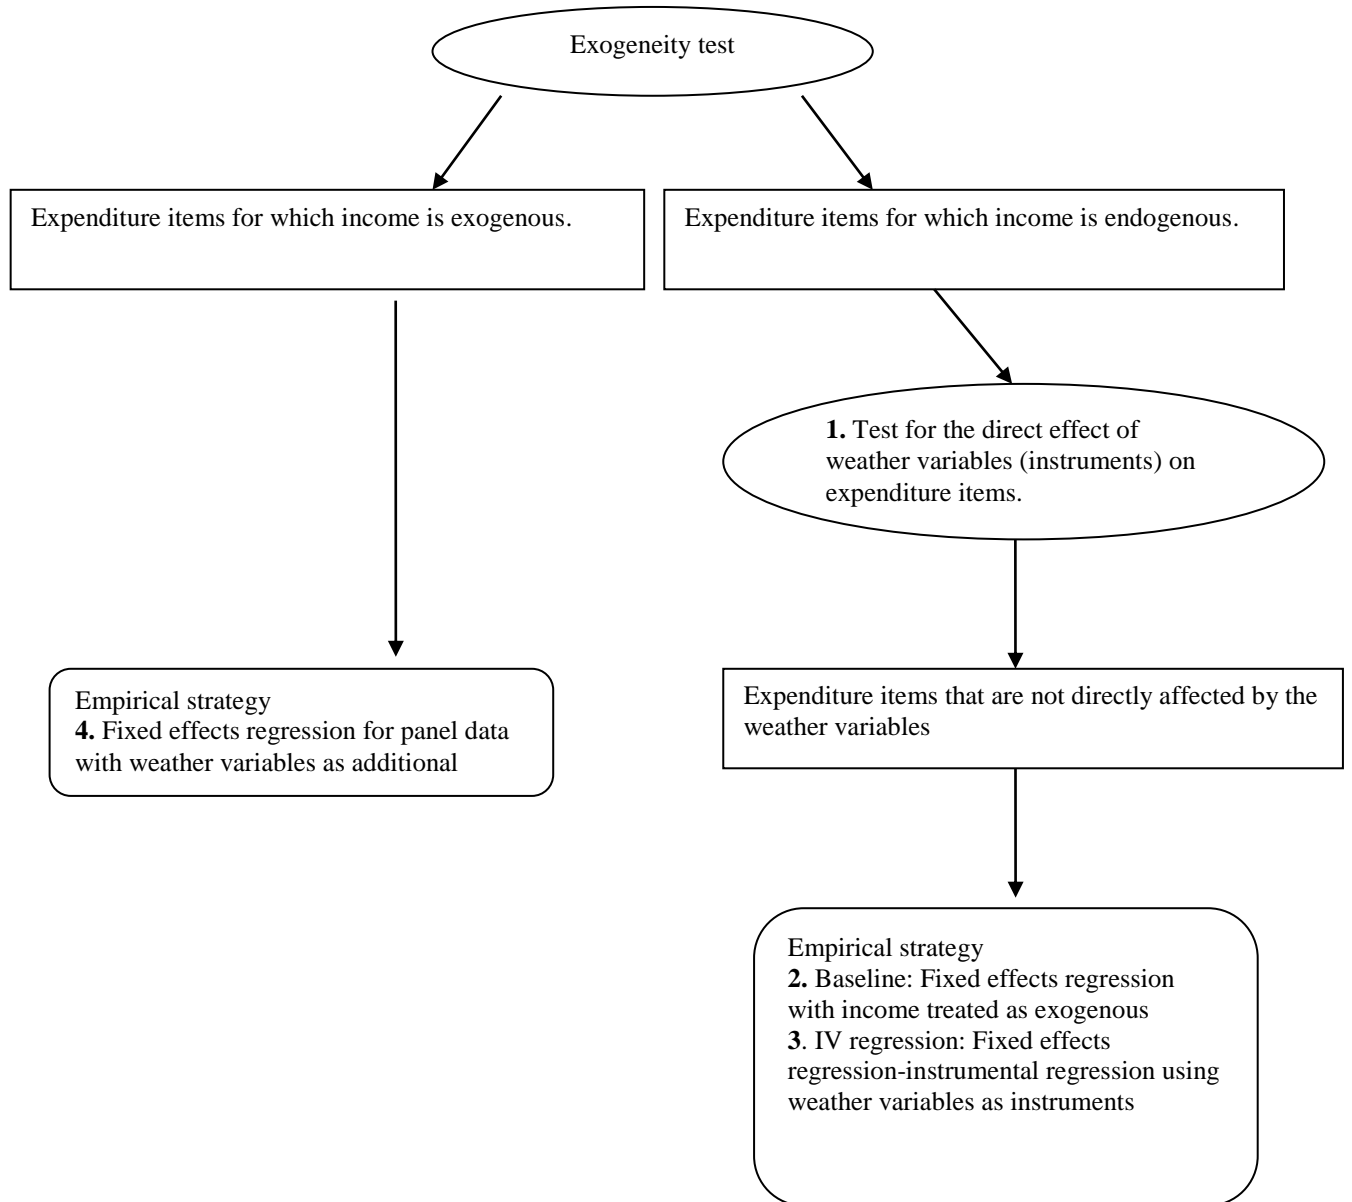 Exogeneity test
Expenditure items for which income is exogenous.
Expenditure items for which income is endogenous.
1. Test for the direct effect of
weather variables (instruments) on
expenditure items.
Empirical strategy
4. Fixed effects regression for panel data
with weather variables as additional
Expenditure items that are not directly affected by the
weather variables
Empirical strategy
2. Baseline: Fixed effects regression
with income treated as exogenous
3. IV regression: Fixed effects
regression-instrumental regression using
weather variables as instruments